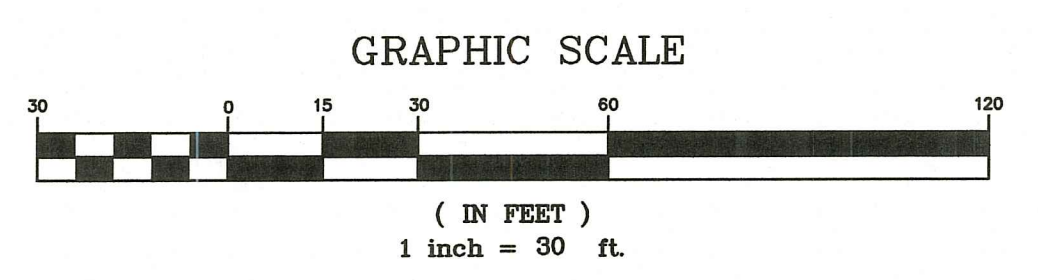 GRAPHIC SCALE
30 0 15 30 60 120
( IN FEET )
1 inch = 30 ft.